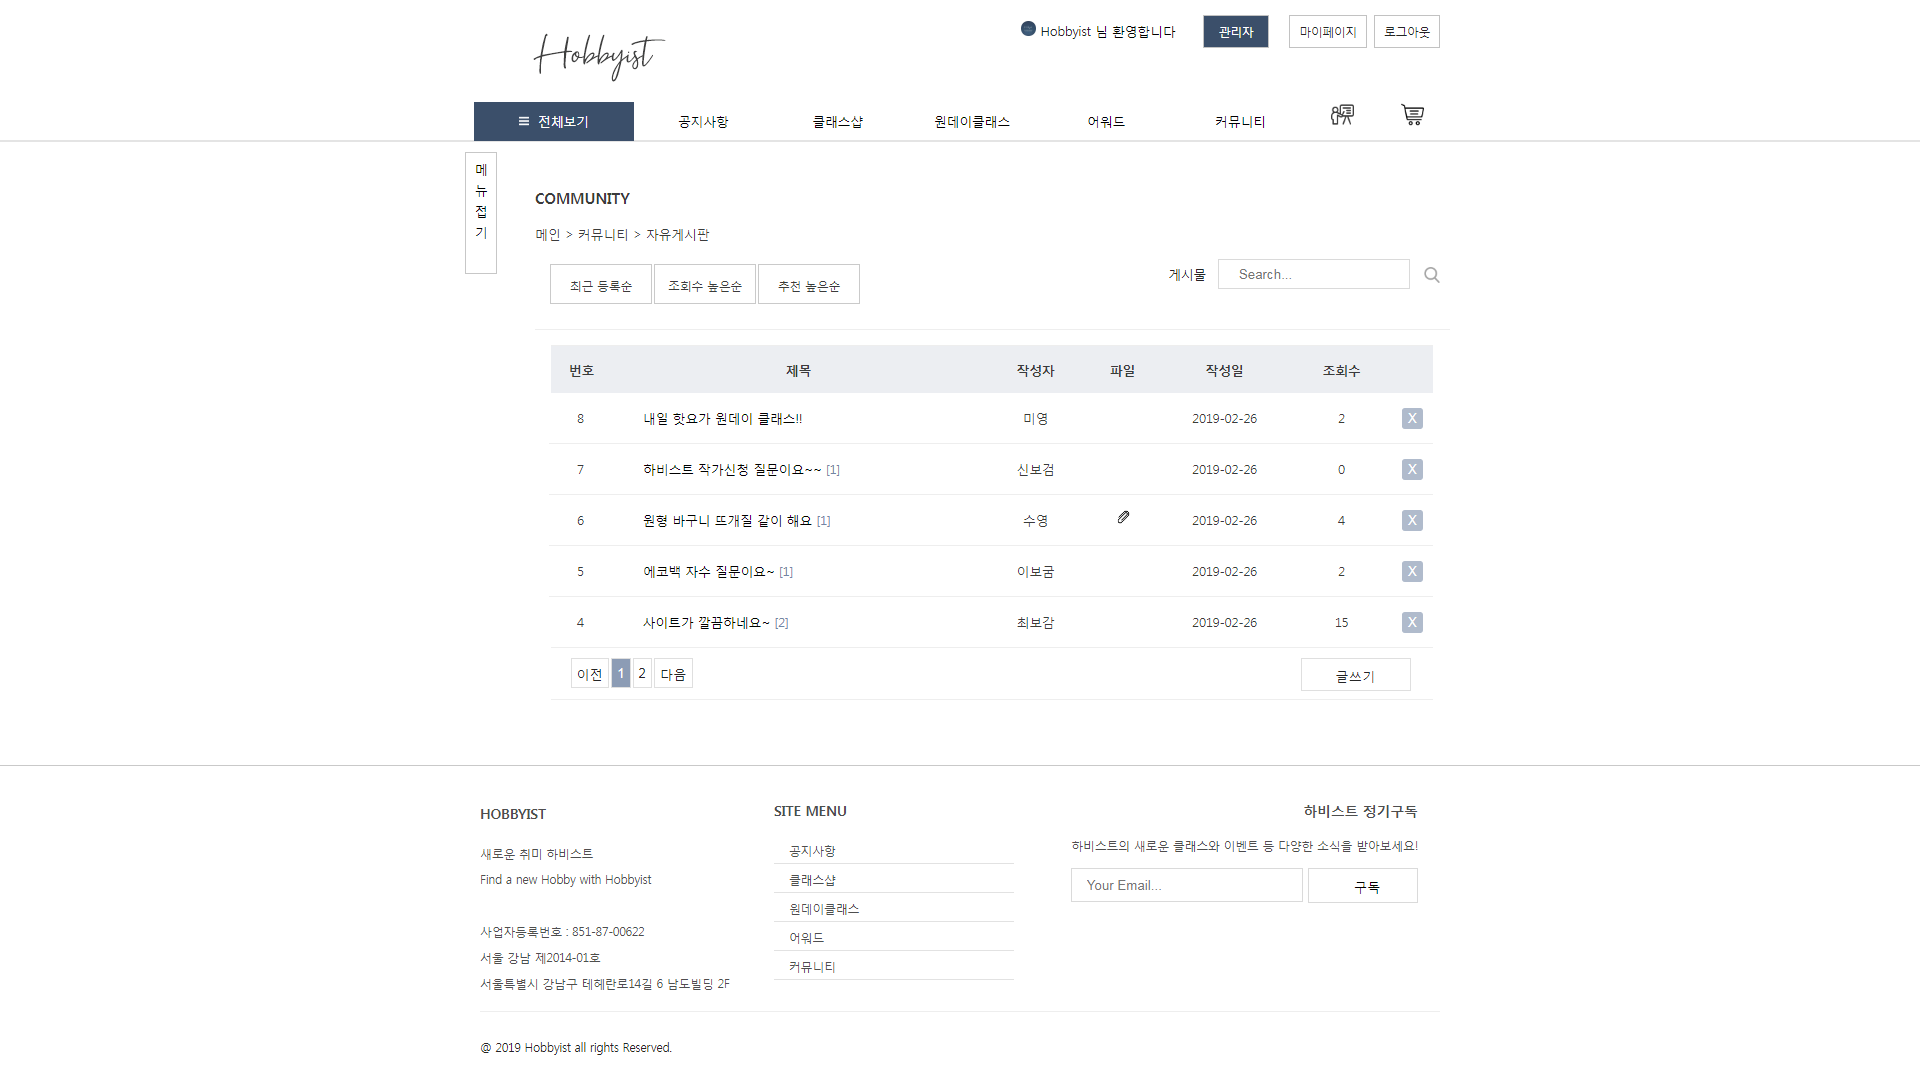 Hobbyist
Hobbyist 님 환영합니다
관리자
마이페이지
로그아웃
전체보기
공지사항
클래스샵
원데이클래스
어워드
커뮤니티
메
뉴
접
기
COMMUNITY
메인 > 커뮤니티 > 자유게시판
최근 등록순
조회수 높은순
추천 높은순
게시물
Search...
번호 제목 작성자 파일 작성일 조회수
8 내일 핫요가 원데이 클래스!! 미영 2019-02-26 2 X
7 하비스트 작가신청 질문이요~~ [1] 신보검 2019-02-26 0 X
6 원형 바구니 뜨개질 같이 해요 [1] 수영 2019-02-26 4 X
5 에코백 자수 질문이요~ [1] 이보굼 2019-02-26 2 X
4 사이트가 깔끔하네요~ [2] 최보감 2019-02-26 15 X
이전 1 2 다음
글쓰기
HOBBYIST
새로운 취미 하비스트
Find a new Hobby with Hobbyist
사업자등록번호 : 851-87-00622
서울 강남 제2014-01호
서울특별시 강남구 테헤란로14길 6 남도빌딩 2F
SITE MENU
공지사항
클래스샵
원데이클래스
어워드
커뮤니티
하비스트 정기구독
하비스트의 새로운 클래스와 이벤트 등 다양한 소식을 받아보세요!
Your Email...
구독
@ 2019 Hobbyist all rights Reserved.